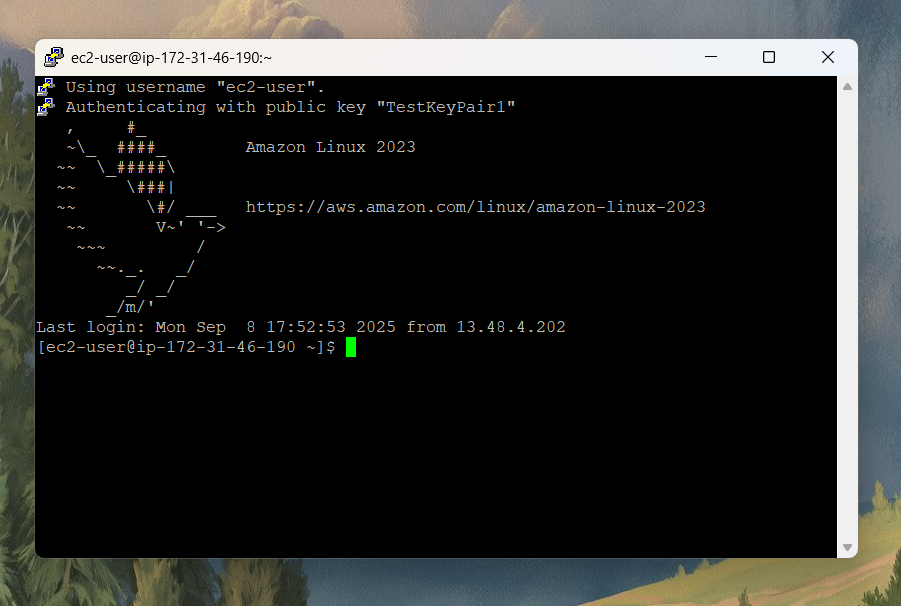 ec2-user@ip-172-31-46-190:~
Using username "ec2-user".
Authenticating with public key "TestKeyPair1"
   ,     #_
   ~\_  ####_        Amazon Linux 2023
  ~~  \_#####\
  ~~     \###|
  ~~       \#/ ___   https://aws.amazon.com/linux/amazon-linux-2023
   ~~       V~' '->
    ~~~         /
      ~~._.   _/
         _/ _/
       _/m/'
Last login: Mon Sep  8 17:52:53 2025 from 13.48.4.202
[ec2-user@ip-172-31-46-190 ~]$